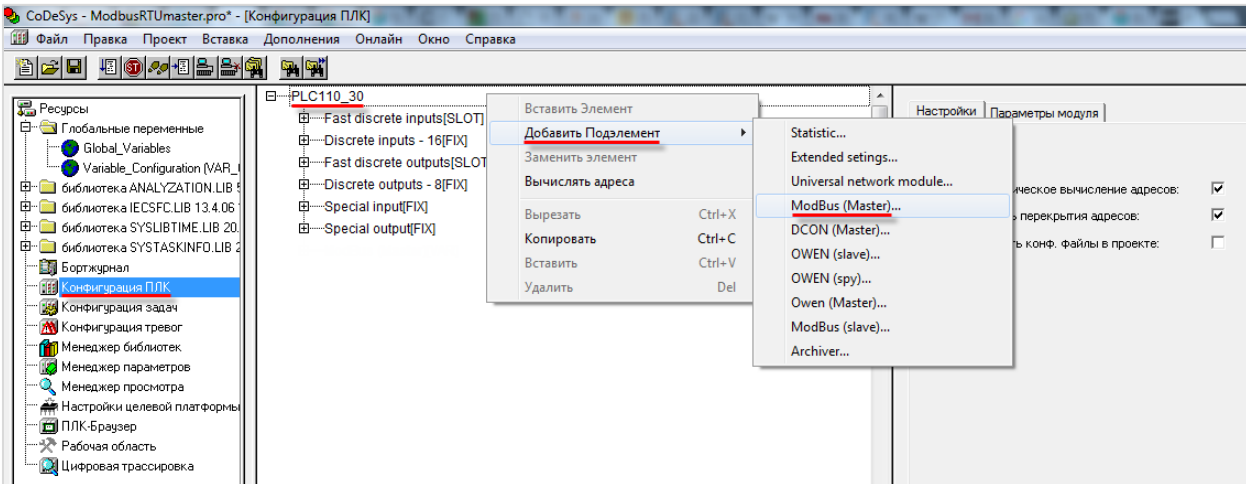 CoDeSys - ModbusRTUmaster.pro* - [Конфигурация ПЛК]
Файл Правка Проект Вставка Дополнения Онлайн Окно Справка
Ресурсы
Глобальные переменные
Global_Variables
Variable_Configuration (VAR_
библиотека ANALYZATION.LIB 5
библиотека IECSFC.LIB 13.4.06
библиотека SYSLIBTIME.LIB 20.
библиотека SYSTASKINFO.LIB 2
Бортжурнал
Конфигурация ПЛК
Конфигурация задач
Конфигурация тревог
Менеджер библиотек
Менеджер параметров
Менеджер просмотра
Настройки целевой платформы
ПЛК-Браузер
Рабочая область
Цифровая трассировка
PLC110_30
Fast discrete inputs[SLOT]
Discrete inputs - 16[FIX]
Fast discrete outputs[SLOT
Discrete outputs - 8[FIX]
Special input[FIX]
Special output[FIX]
Вставить Элемент
Добавить Подэлемент
Заменить элемент
Вычислять адреса
Вырезать Ctrl+X
Копировать Ctrl+C
Вставить Ctrl+V
Удалить Del
Statistic...
Extended setings...
Universal network module...
ModBus (Master)...
DCON (Master)...
OWEN (slave)...
OWEN (spy)...
Owen (Master)...
ModBus (slave)...
Archiver...
Настройки Параметры модуля
ическое вычисление адресов:
ь перекрытия адресов:
ть конф. файлы в проекте: